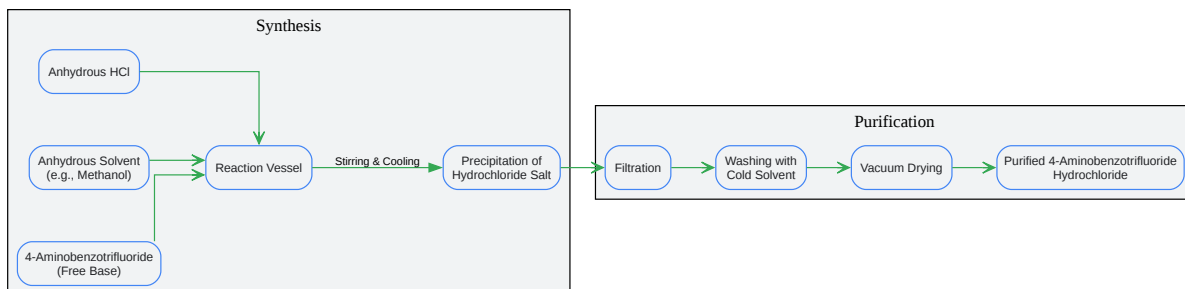 Synthesis
Anhydrous HCl
Anhydrous Solvent
(e.g., Methanol)
4-Aminobenzotrifluoride
(Free Base)
Reaction Vessel
Stirring & Cooling
Precipitation of
Hydrochloride Salt
Purification
Filtration
Washing with
Cold Solvent
Vacuum Drying
Purified 4-Aminobenzotrifluoride
Hydrochloride